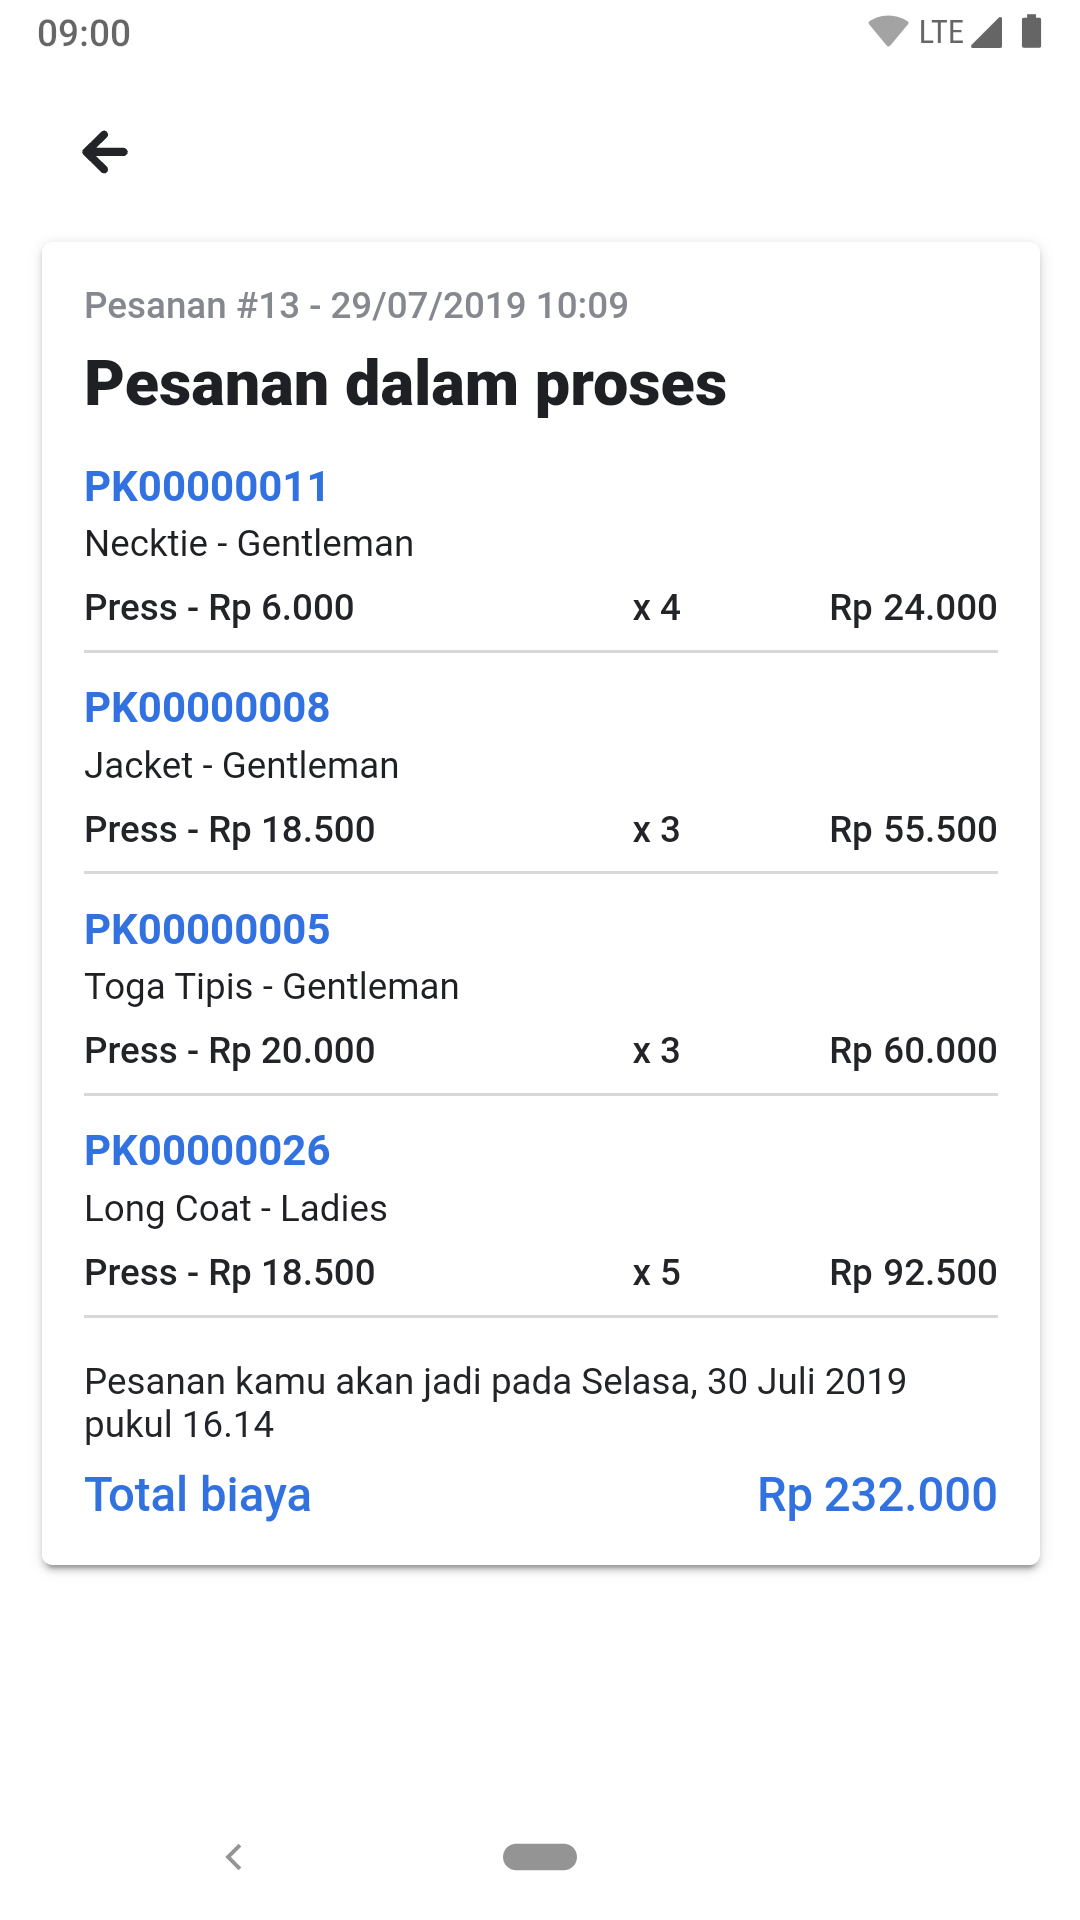 09:00 LTE
Pesanan #13 - 29/07/2019 10:09
Pesanan dalam proses
PK00000011
Necktie - Gentleman
Press - Rp 6.000 x 4 Rp 24.000
PK00000008
Jacket - Gentleman
Press - Rp 18.500 x 3 Rp 55.500
PK00000005
Toga Tipis - Gentleman
Press - Rp 20.000 x 3 Rp 60.000
PK00000026
Long Coat - Ladies
Press - Rp 18.500 x 5 Rp 92.500
Pesanan kamu akan jadi pada Selasa, 30 Juli 2019
pukul 16.14
Total biaya Rp 232.000